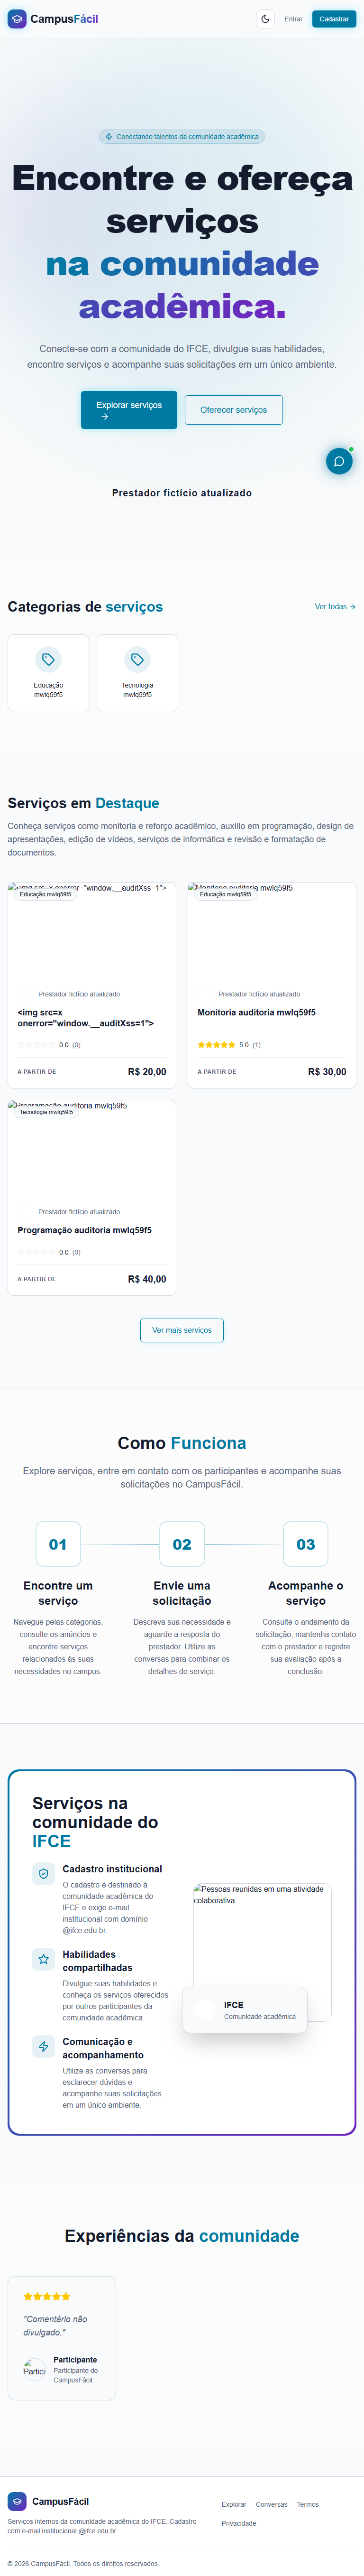 CampusFácil
Entrar
Cadastrar
Conectando talentos da comunidade acadêmica
Encontre e ofereça
serviços
na comunidade
acadêmica.
Conecte-se com a comunidade do IFCE, divulgue suas habilidades,
encontre serviços e acompanhe suas solicitações em um único ambiente.
Explorar serviços
→
Oferecer serviços
Prestador fictício atualizado
Categorias de serviços
Ver todas →
Educação
mwlq59f5
Tecnologia
mwlq59f5
Serviços em Destaque
Conheça serviços como monitoria e reforço acadêmico, auxílio em programação, design de
apresentações, edição de vídeos, serviços de informática e revisão e formatação de
documentos.
<img src=x onerror="window.__auditXss=1">
Educação mwlq59f5
Prestador fictício atualizado
<img src=x
onerror="window.__auditXss=1">
0.0 (0)
A PARTIR DE
R$ 20,00
Monitoria auditoria mwlq59f5
Educação mwlq59f5
Prestador fictício atualizado
Monitoria auditoria mwlq59f5
5.0 (1)
A PARTIR DE
R$ 30,00
Programação auditoria mwlq59f5
Tecnologia mwlq59f5
Prestador fictício atualizado
Programação auditoria mwlq59f5
0.0 (0)
A PARTIR DE
R$ 40,00
Ver mais serviços
Como Funciona
Explore serviços, entre em contato com os participantes e acompanhe suas
solicitações no CampusFácil.
01
Encontre um
serviço
Navegue pelas categorias,
consulte os anúncios e
encontre serviços
relacionados às suas
necessidades no campus.
02
Envie uma
solicitação
Descreva sua necessidade e
aguarde a resposta do
prestador. Utilize as
conversas para combinar os
detalhes do serviço.
03
Acompanhe o
serviço
Consulte o andamento da
solicitação, mantenha contato
com o prestador e registre
sua avaliação após a
conclusão.
Serviços na
comunidade do
IFCE
Cadastro institucional
O cadastro é destinado à
comunidade acadêmica do
IFCE e exige e-mail
institucional com domínio
@ifce.edu.br.
Habilidades
compartilhadas
Divulgue suas habilidades e
conheça os serviços oferecidos
por outros participantes da
comunidade acadêmica.
Comunicação e
acompanhamento
Utilize as conversas para
esclarecer dúvidas e
acompanhar suas solicitações
em um único ambiente.
Pessoas reunidas em uma atividade
colaborativa
IFCE
Comunidade acadêmica
Experiências da comunidade
"Comentário não
divulgado."
Partici
Participante
Participante do
CampusFácil
CampusFácil
Serviços internos da comunidade acadêmica do IFCE. Cadastro
com e-mail institucional @ifce.edu.br.
Explorar
Conversas
Termos
Privacidade
© 2026 CampusFácil. Todos os direitos reservados.